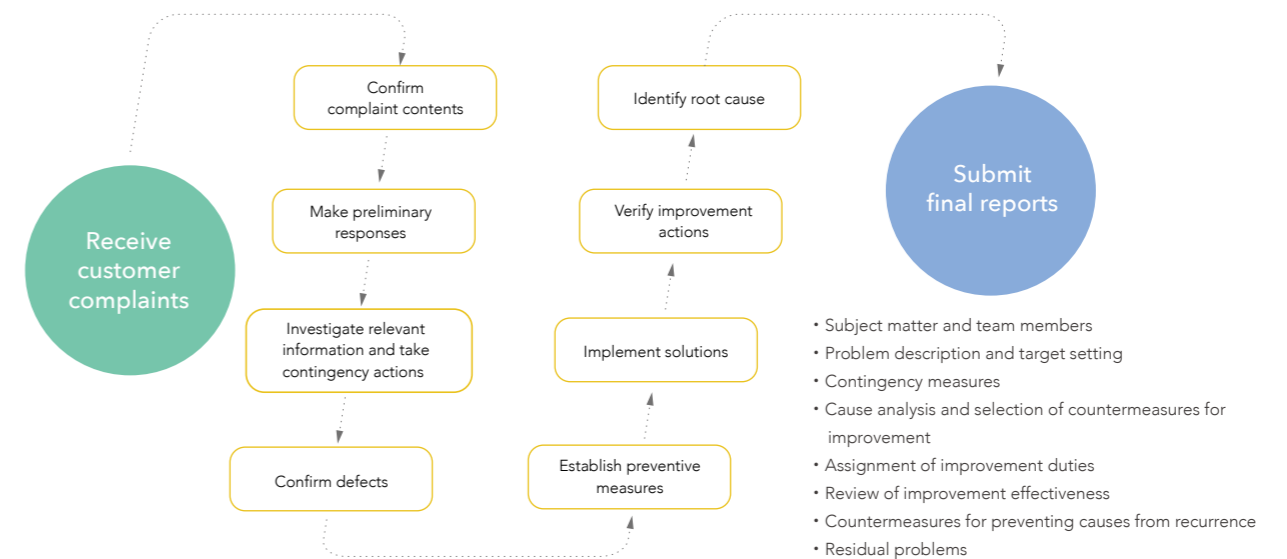 Receive
customer
complaints
Confirm
complaint contents
Make preliminary
responses
Investigate relevant
information and take
contingency actions
Confirm defects
Establish preventive
measures
Implement solutions
Verify improvement
actions
Identify root cause
Submit
final reports
・Subject matter and team members
・Problem description and target setting
・Contingency measures
・Cause analysis and selection of countermeasures for
improvement
・Assignment of improvement duties
・Review of improvement effectiveness
・Countermeasures for preventing causes from recurrence
・Residual problems